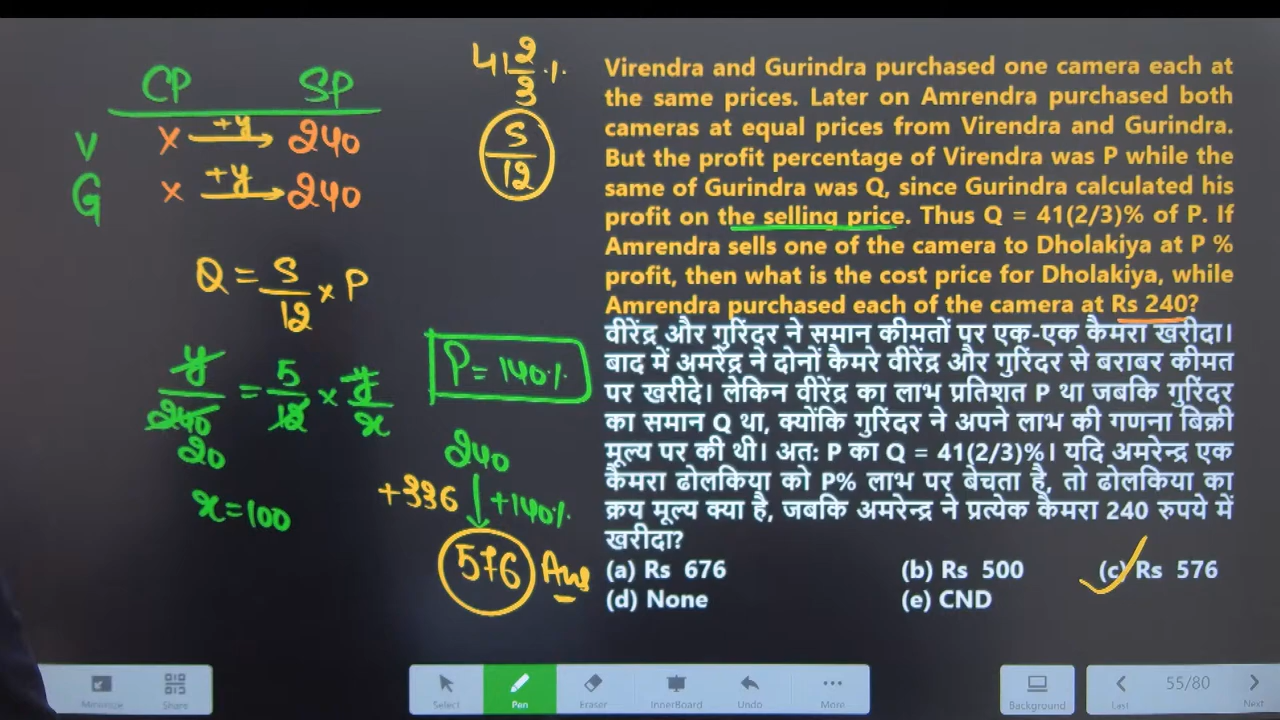 CP SP
V x +y → 240
G x +y → 240
41 2/3 %
5/12
Q = 5/12 × P
y/240 = 5/12 × y/x
20
x = 100
P = 140%
240
+336 ↓ +140%
576 Ans
Virendra and Gurindra purchased one camera each at
the same prices. Later on Amrendra purchased both
cameras at equal prices from Virendra and Gurindra.
But the profit percentage of Virendra was P while the
same of Gurindra was Q, since Gurindra calculated his
profit on the selling price. Thus Q = 41(2/3)% of P. If
Amrendra sells one of the camera to Dholakiya at P %
profit, then what is the cost price for Dholakiya, while
Amrendra purchased each of the camera at Rs 240?
वीरेंद्र और गुरिंदर ने समान कीमतों पर एक-एक कैमरा खरीदा।
बाद में अमरेंद्र ने दोनों कैमरे वीरेंद्र और गुरिंदर से बराबर कीमत
पर खरीदे। लेकिन वीरेंद्र का लाभ प्रतिशत P था जबकि गुरिंदर
का समान Q था, क्योंकि गुरिंदर ने अपने लाभ की गणना बिक्री
मूल्य पर की थी। अतः P का Q = 41(2/3)%। यदि अमरेन्द्र एक
कैमरा ढोलकिया को P% लाभ पर बेचता है, तो ढोलकिया का
क्रय मूल्य क्या है, जबकि अमरेन्द्र ने प्रत्येक कैमरा 240 रुपये में
खरीदा?
(a) Rs 676 (b) Rs 500 (c) Rs 576
(d) None (e) CND
Minimize Share Select Pen Eraser InnerBoard Undo More Background Last 55/80 Next